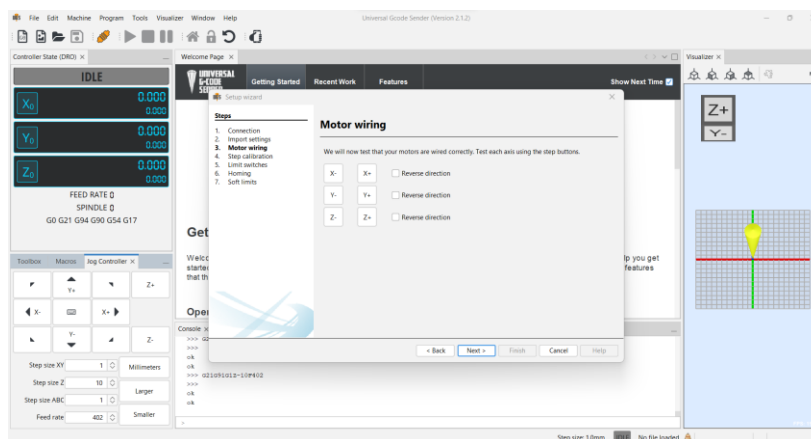 File Edit Machine Program Tools Visualizer Window Help
Universal Gcode Sender (Version 2.1.2)
Controller State (DRO) ×
Welcome Page ×
Visualizer ×
IDLE
X0 0.000
0.000
Y0 0.000
0.000
Z0 0.000
0.000
FEED RATE 0
SPINDLE 0
G0 G21 G94 G90 G54 G17
UNIVERSAL
G-CODE
Getting Started Recent Work Features Show Next Time
Setup wizard
Steps
1. Connection
2. Import settings
3. Motor wiring
4. Step calibration
5. Limit switches
6. Homing
7. Soft limits
Motor wiring
We will now test that your motors are wired correctly. Test each axis using the step buttons.
X- X+ Reverse direction
Y- Y+ Reverse direction
Z- Z+ Reverse direction
< Back Next > Finish Cancel Help
Z+
Y-
Get
Welc
lp you get
starte
features
that th
Oper
Toolbox Macros Jog Controller ×
Y+ Z+
X- X+
Y- Z-
Step size XY 1 Millimeters
Step size Z 10
Larger
Step size ABC 1
Feed rate 402 Smaller
Console ×
>>>
ok
ok
>>> G21G91G1Z-10F402
>>>
ok
ok
>
Step size: 1.0mm IDLE No file loaded